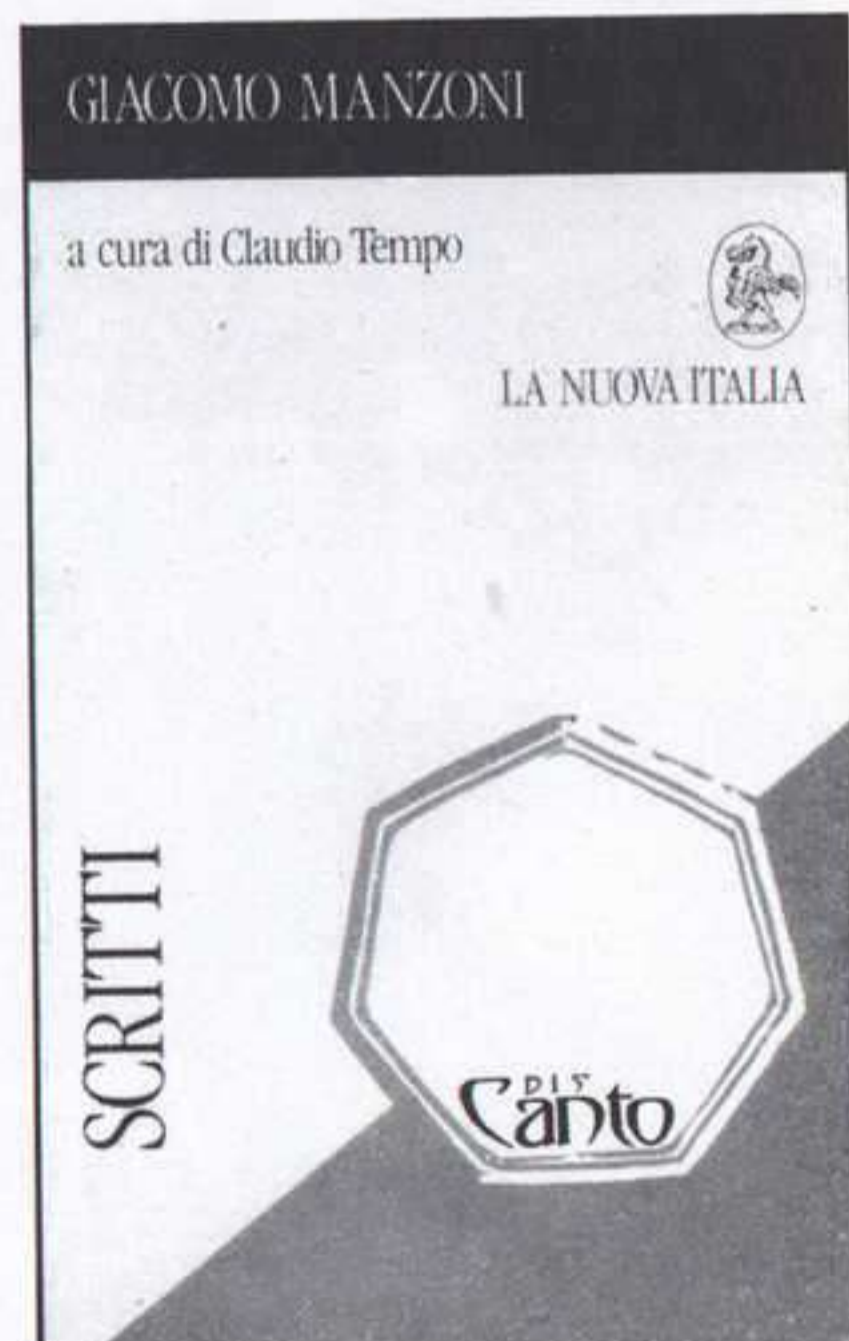 GIACOMO MANZONI
a cura di Claudio Tempo
LA NUOVA ITALIA
SCRITTI
DIS
Canto